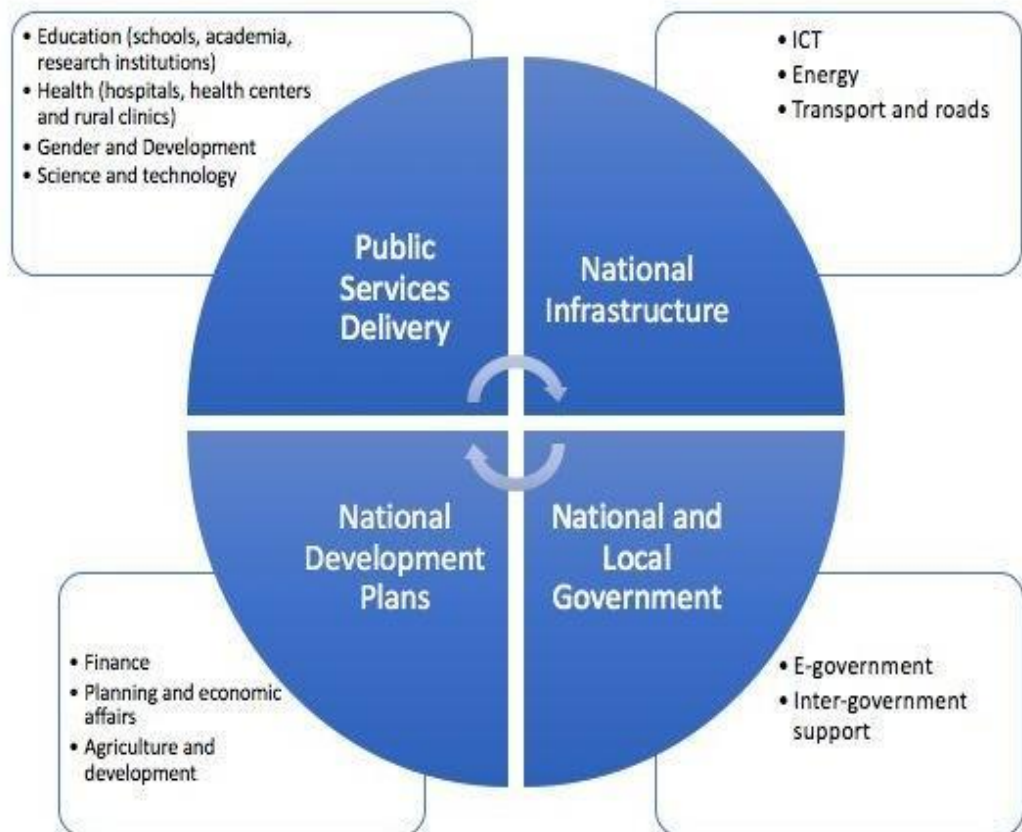 • Education (schools, academia,
research institutions)
• Health (hospitals, health centers
and rural clinics)
• Gender and Development
• Science and technology
• ICT
• Energy
• Transport and roads
Public
Services
Delivery
National
Infrastructure
National
Development
Plans
National and
Local
Government
• Finance
• Planning and economic
affairs
• Agriculture and
development
• E-government
• Inter-government
support